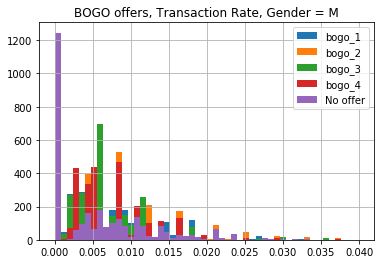 BOGO offers, Transaction Rate, Gender = M
1200
1000
800
600
400
200
0
bogo_1
bogo_2
bogo_3
bogo_4
No offer
0.000 0.005 0.010 0.015 0.020 0.025 0.030 0.035 0.040